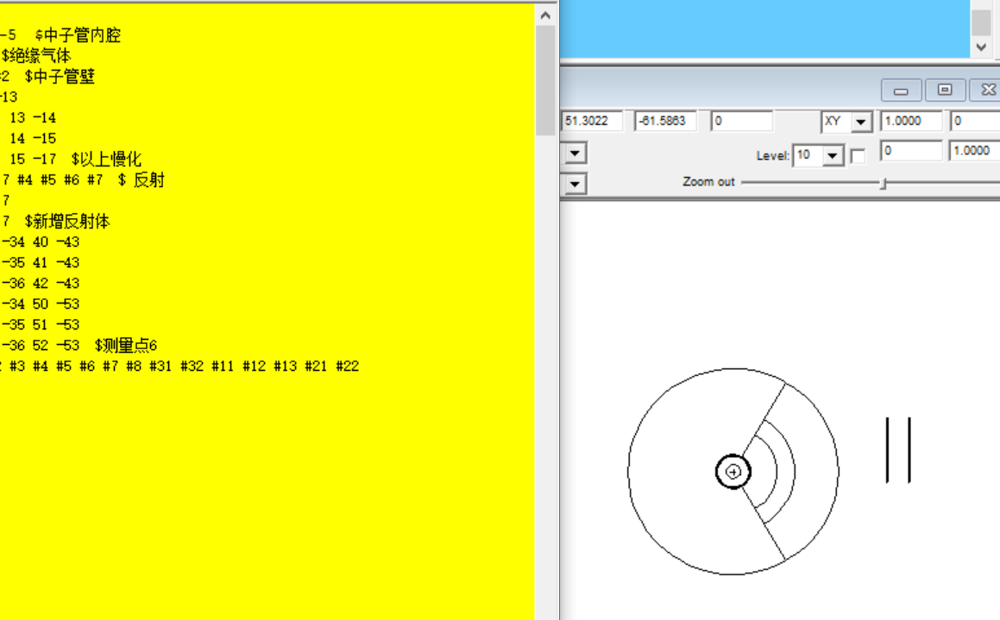 -5 $中子管内腔
$绝缘气体
#2 $中子管壁
-13
13 -14
14 -15
15 -17 $以上慢化
7 #4 #5 #6 #7 $ 反射
7
7 $新增反射体
-34 40 -43
-35 41 -43
-36 42 -43
-34 50 -53
-35 51 -53
-36 52 -53 $测量点6
#3 #4 #5 #6 #7 #8 #31 #32 #11 #12 #13 #21 #22
51.3022 -61.5863 0 XY 1.0000 0
Level: 10 0 1.0000
Zoom out